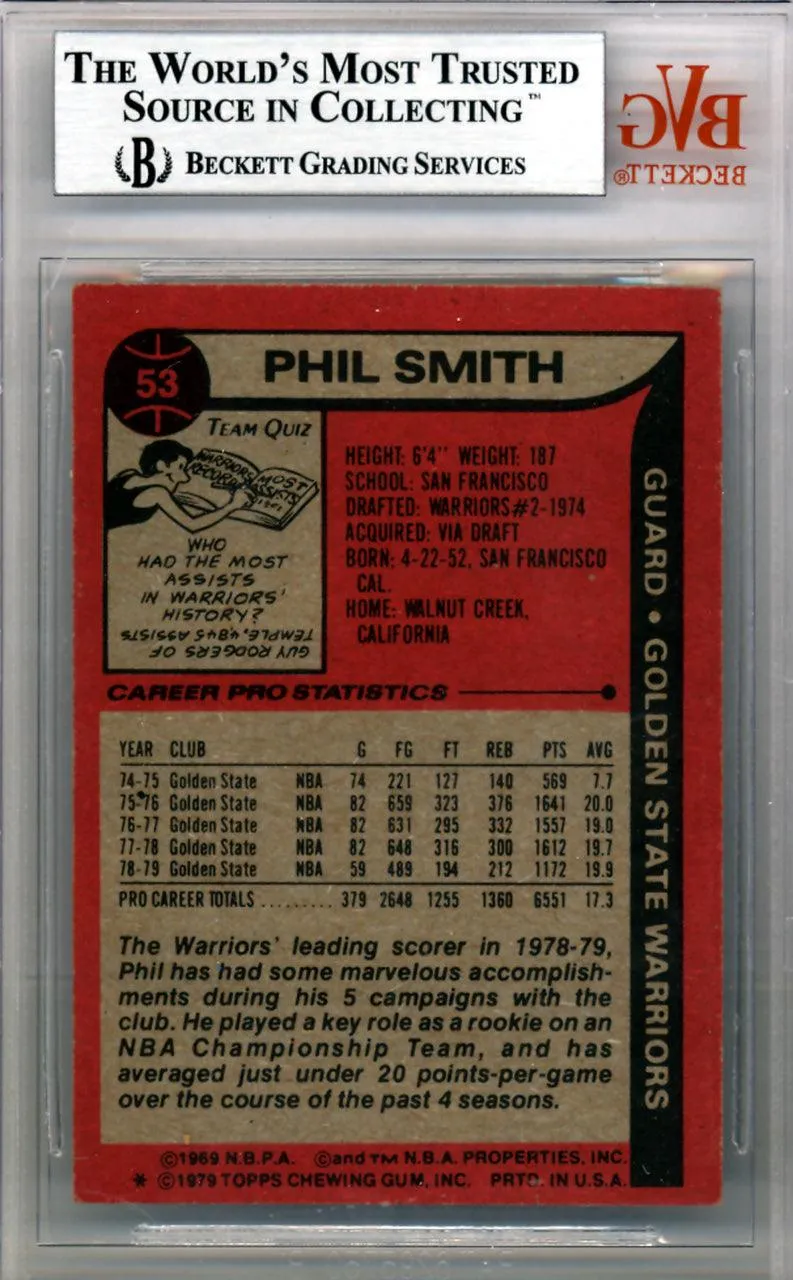 THE WORLD'S MOST TRUSTED
SOURCE IN COLLECTING™
B BECKETT GRADING SERVICES
BVG
BECKETT®
53
PHIL SMITH
TEAM QUIZ
WARRIORS RECORD
MOST ASSISTS
WHO
HAD THE MOST
ASSISTS
IN WARRIORS'
HISTORY?
GUY RODGERS OF
TEMPLE, 4,845 ASSISTS
HEIGHT: 6'4" WEIGHT: 187
SCHOOL: SAN FRANCISCO
DRAFTED: WARRIORS#2-1974
ACQUIRED: VIA DRAFT
BORN: 4-22-52, SAN FRANCISCO
CAL.
HOME: WALNUT CREEK,
CALIFORNIA
GUARD • GOLDEN STATE WARRIORS
CAREER PRO STATISTICS
YEAR CLUB G FG FT REB PTS AVG
74-75 Golden State NBA 74 221 127 140 569 7.7
75-76 Golden State NBA 82 659 323 376 1641 20.0
76-77 Golden State NBA 82 631 295 332 1557 19.0
77-78 Golden State NBA 82 648 316 300 1612 19.7
78-79 Golden State NBA 59 489 194 212 1172 19.9
PRO CAREER TOTALS ......... 379 2648 1255 1360 6551 17.3
The Warriors' leading scorer in 1978-79,
Phil has had some marvelous accomplish-
ments during his 5 campaigns with the
club. He played a key role as a rookie on an
NBA Championship Team, and has
averaged just under 20 points-per-game
over the course of the past 4 seasons.
©1969 N.B.P.A. ©and TM N.B.A. PROPERTIES, INC.
* ©1979 TOPPS CHEWING GUM, INC. PRTD. IN U.S.A.